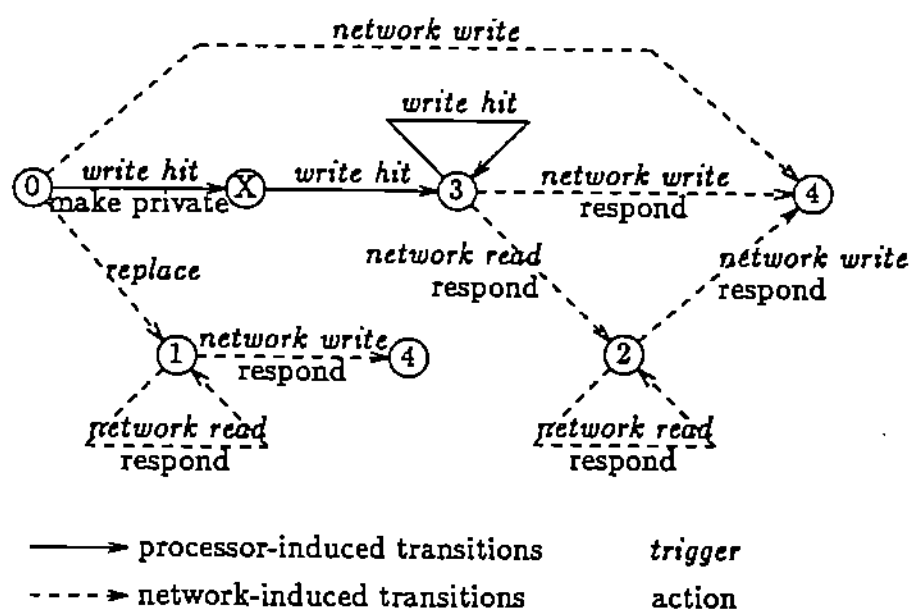 network write
write hit
0 write hit X write hit 3 network write 4
make private respond
replace network read network write
respond respond
1 network write 4 2
respond
network read network read
respond respond
processor-induced transitions trigger
network-induced transitions action